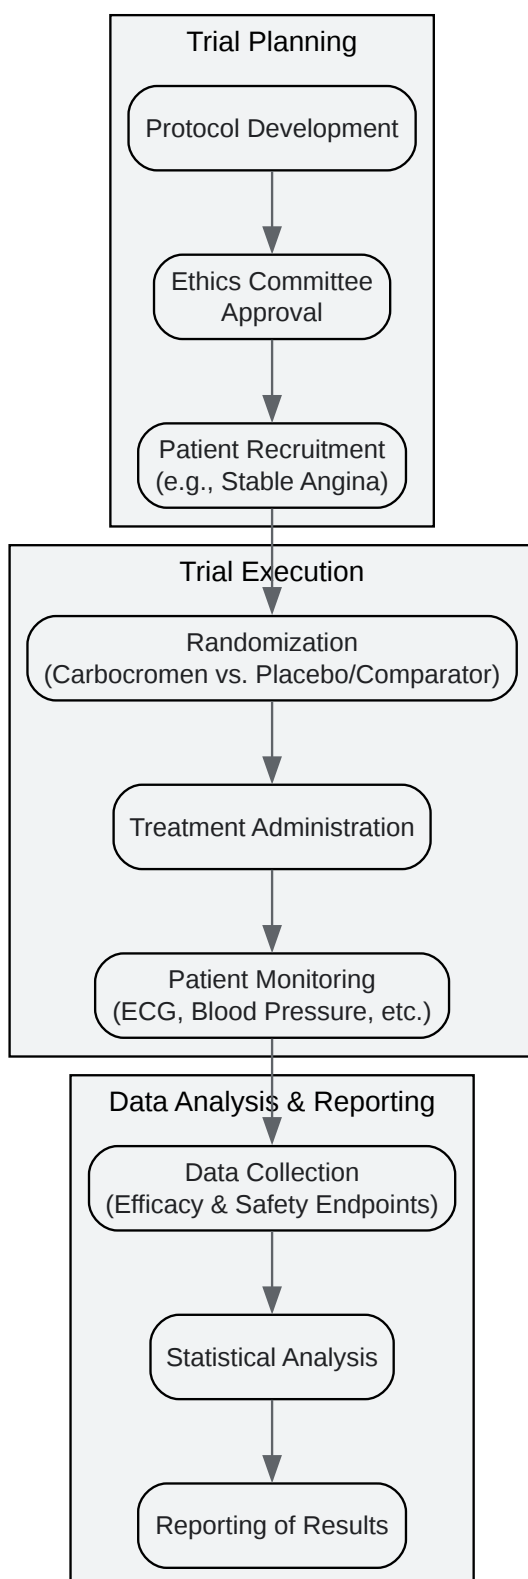 Trial Planning
Protocol Development
Ethics Committee
Approval
Patient Recruitment
(e.g., Stable Angina)
Trial Execution
Randomization
(Carbocromen vs. Placebo/Comparator)
Treatment Administration
Patient Monitoring
(ECG, Blood Pressure, etc.)
Data Analysis & Reporting
Data Collection
(Efficacy & Safety Endpoints)
Statistical Analysis
Reporting of Results